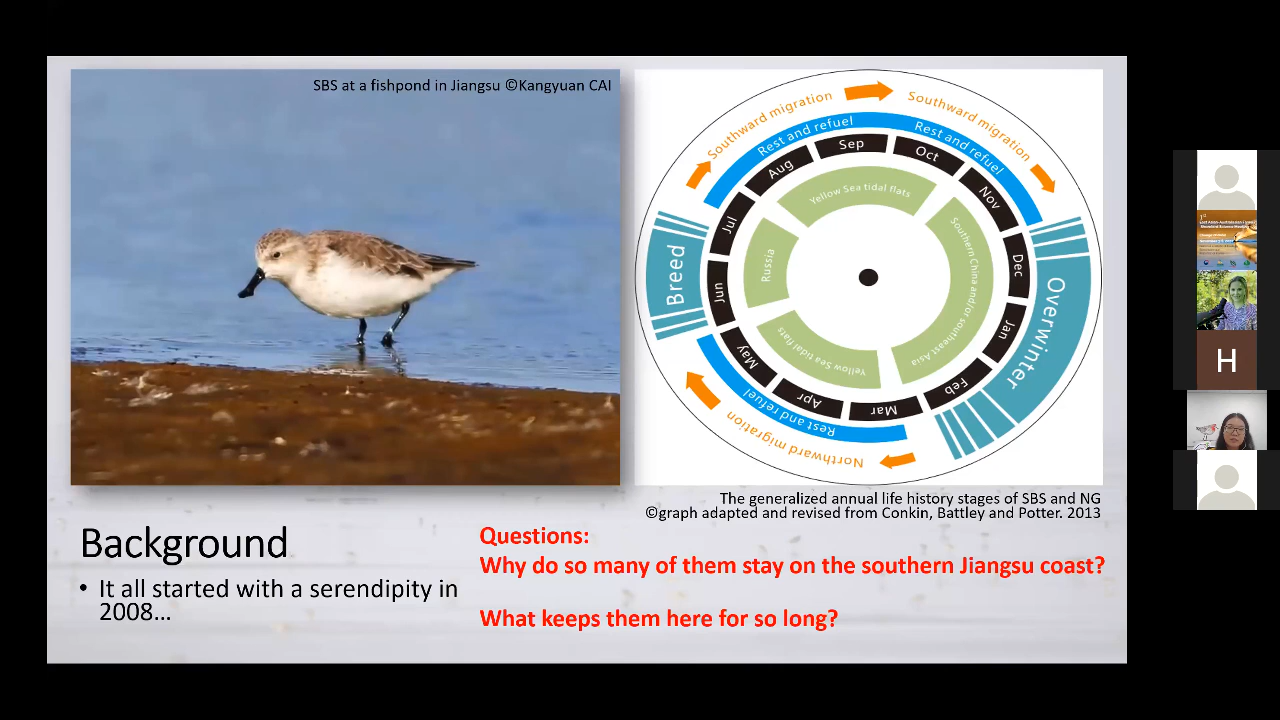 SBS at a fishpond in Jiangsu ©Kangyuan CAI
Southward migration
Southward migration
Rest and refuel
Rest and refuel
Jul
Aug
Sep
Oct
Nov
Dec
Jan
Feb
Mar
Apr
May
Jun
Yellow Sea tidal flats
Southern China and/or southeast Asia
Yellow Sea tidal flats
Russia
Breed
Overwinter
Rest and refuel
Northward migration
The generalized annual life history stages of SBS and NG
©graph adapted and revised from Conkin, Battley and Potter. 2013
Background
• It all started with a serendipity in
2008...
Questions:
Why do so many of them stay on the southern Jiangsu coast?
What keeps them here for so long?
1st
H